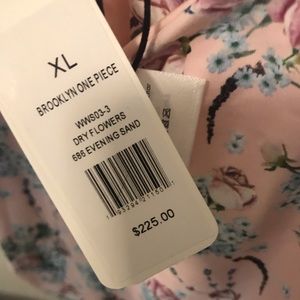 XL
BROOKLYN ONE PIECE
WWS03-3
DRY FLOWERS
686 EVENING SAND
$225.00